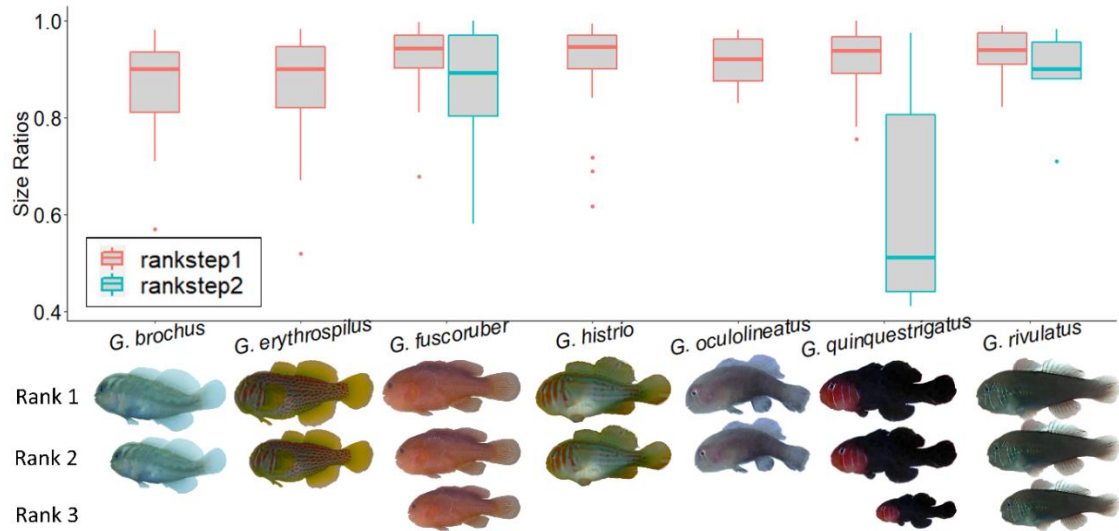 1.0
0.8
0.6
0.4
Size Ratios
rankstep1
rankstep2
G. brochus
G. erythrospilus
G. fuscoruber
G. histrio
G. oculolineatus
G. quinquestrigatus
G. rivulatus
Rank 1
Rank 2
Rank 3